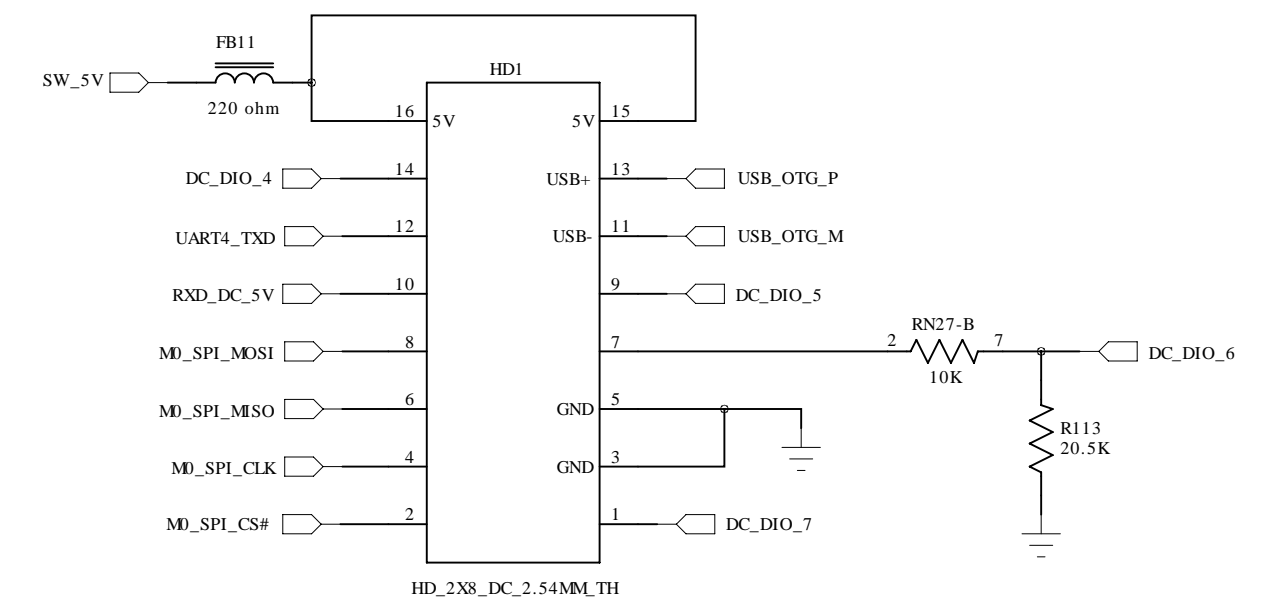 FB11
SW_5V
220 ohm
HD1
16
5V
5V
15
DC_DIO_4
14
USB+
13
USB_OTG_P
UART4_TXD
12
USB-
11
USB_OTG_M
RXD_DC_5V
10
9
DC_DIO_5
M0_SPI_MOSI
8
7
2
RN27-B
7
10K
DC_DIO_6
M0_SPI_MISO
6
GND
5
R113
20.5K
M0_SPI_CLK
4
GND
3
M0_SPI_CS#
2
1
DC_DIO_7
HD_2X8_DC_2.54MM_TH